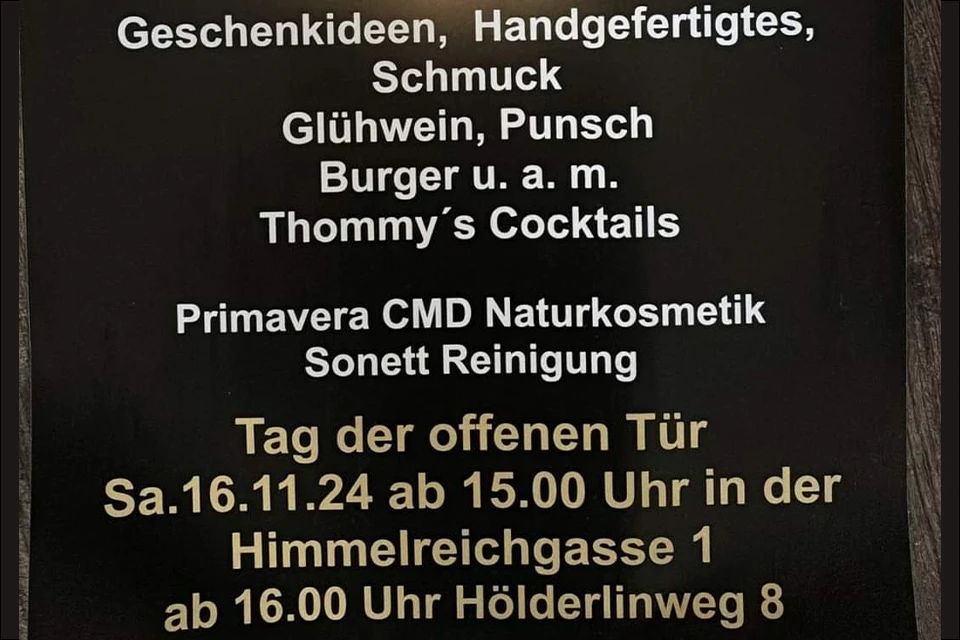 Geschenkideen, Handgefertigtes,
Schmuck
Glühwein, Punsch
Burger u. a. m.
Thommy´s Cocktails
Primavera CMD Naturkosmetik
Sonett Reinigung
Tag der offenen Tür
Sa.16.11.24 ab 15.00 Uhr in der
Himmelreichgasse 1
ab 16.00 Uhr Hölderlinweg 8